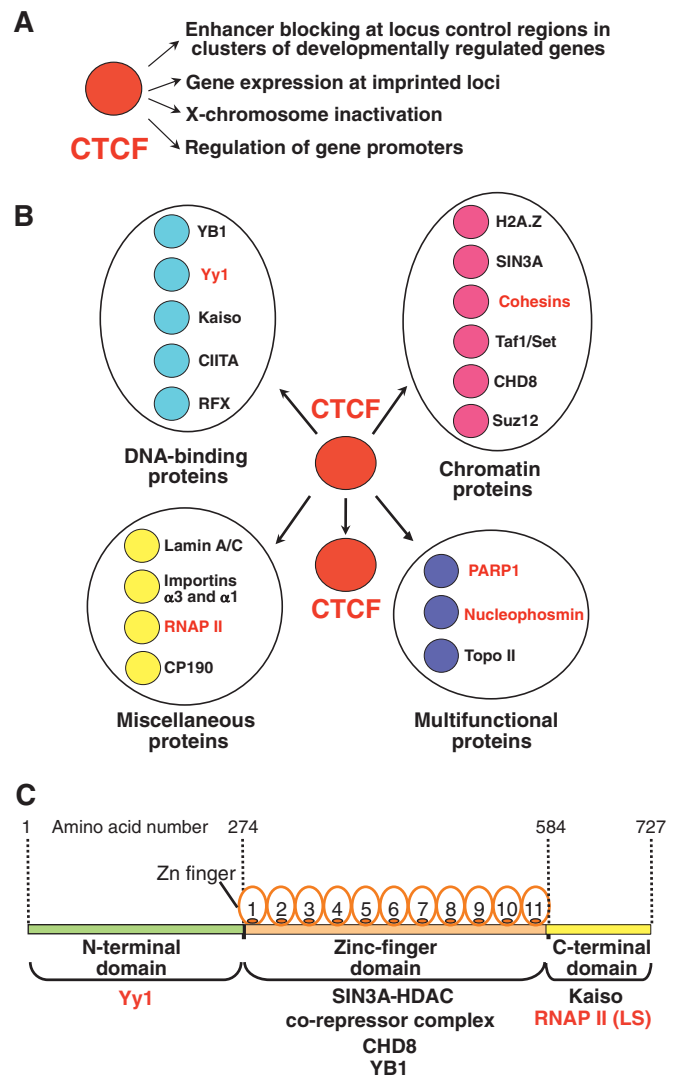 A
Enhancer blocking at locus control regions in
clusters of developmentally regulated genes
Gene expression at imprinted loci
X-chromosome inactivation
CTCF
Regulation of gene promoters
B
YB1
Yy1
Kaiso
CIITA
RFX
DNA-binding
proteins
H2A.Z
SIN3A
Cohesins
Taf1/Set
CHD8
Suz12
Chromatin
proteins
CTCF
CTCF
Lamin A/C
Importins
α3 and α1
RNAP II
CP190
Miscellaneous
proteins
PARP1
Nucleophosmin
Topo II
Multifunctional
proteins
C
1 Amino acid number 274 584 727
Zn finger
1 2 3 4 5 6 7 8 9 10 11
N-terminal
domain
Yy1
Zinc-finger
domain
SIN3A-HDAC
co-repressor complex
CHD8
YB1
C-terminal
domain
Kaiso
RNAP II (LS)